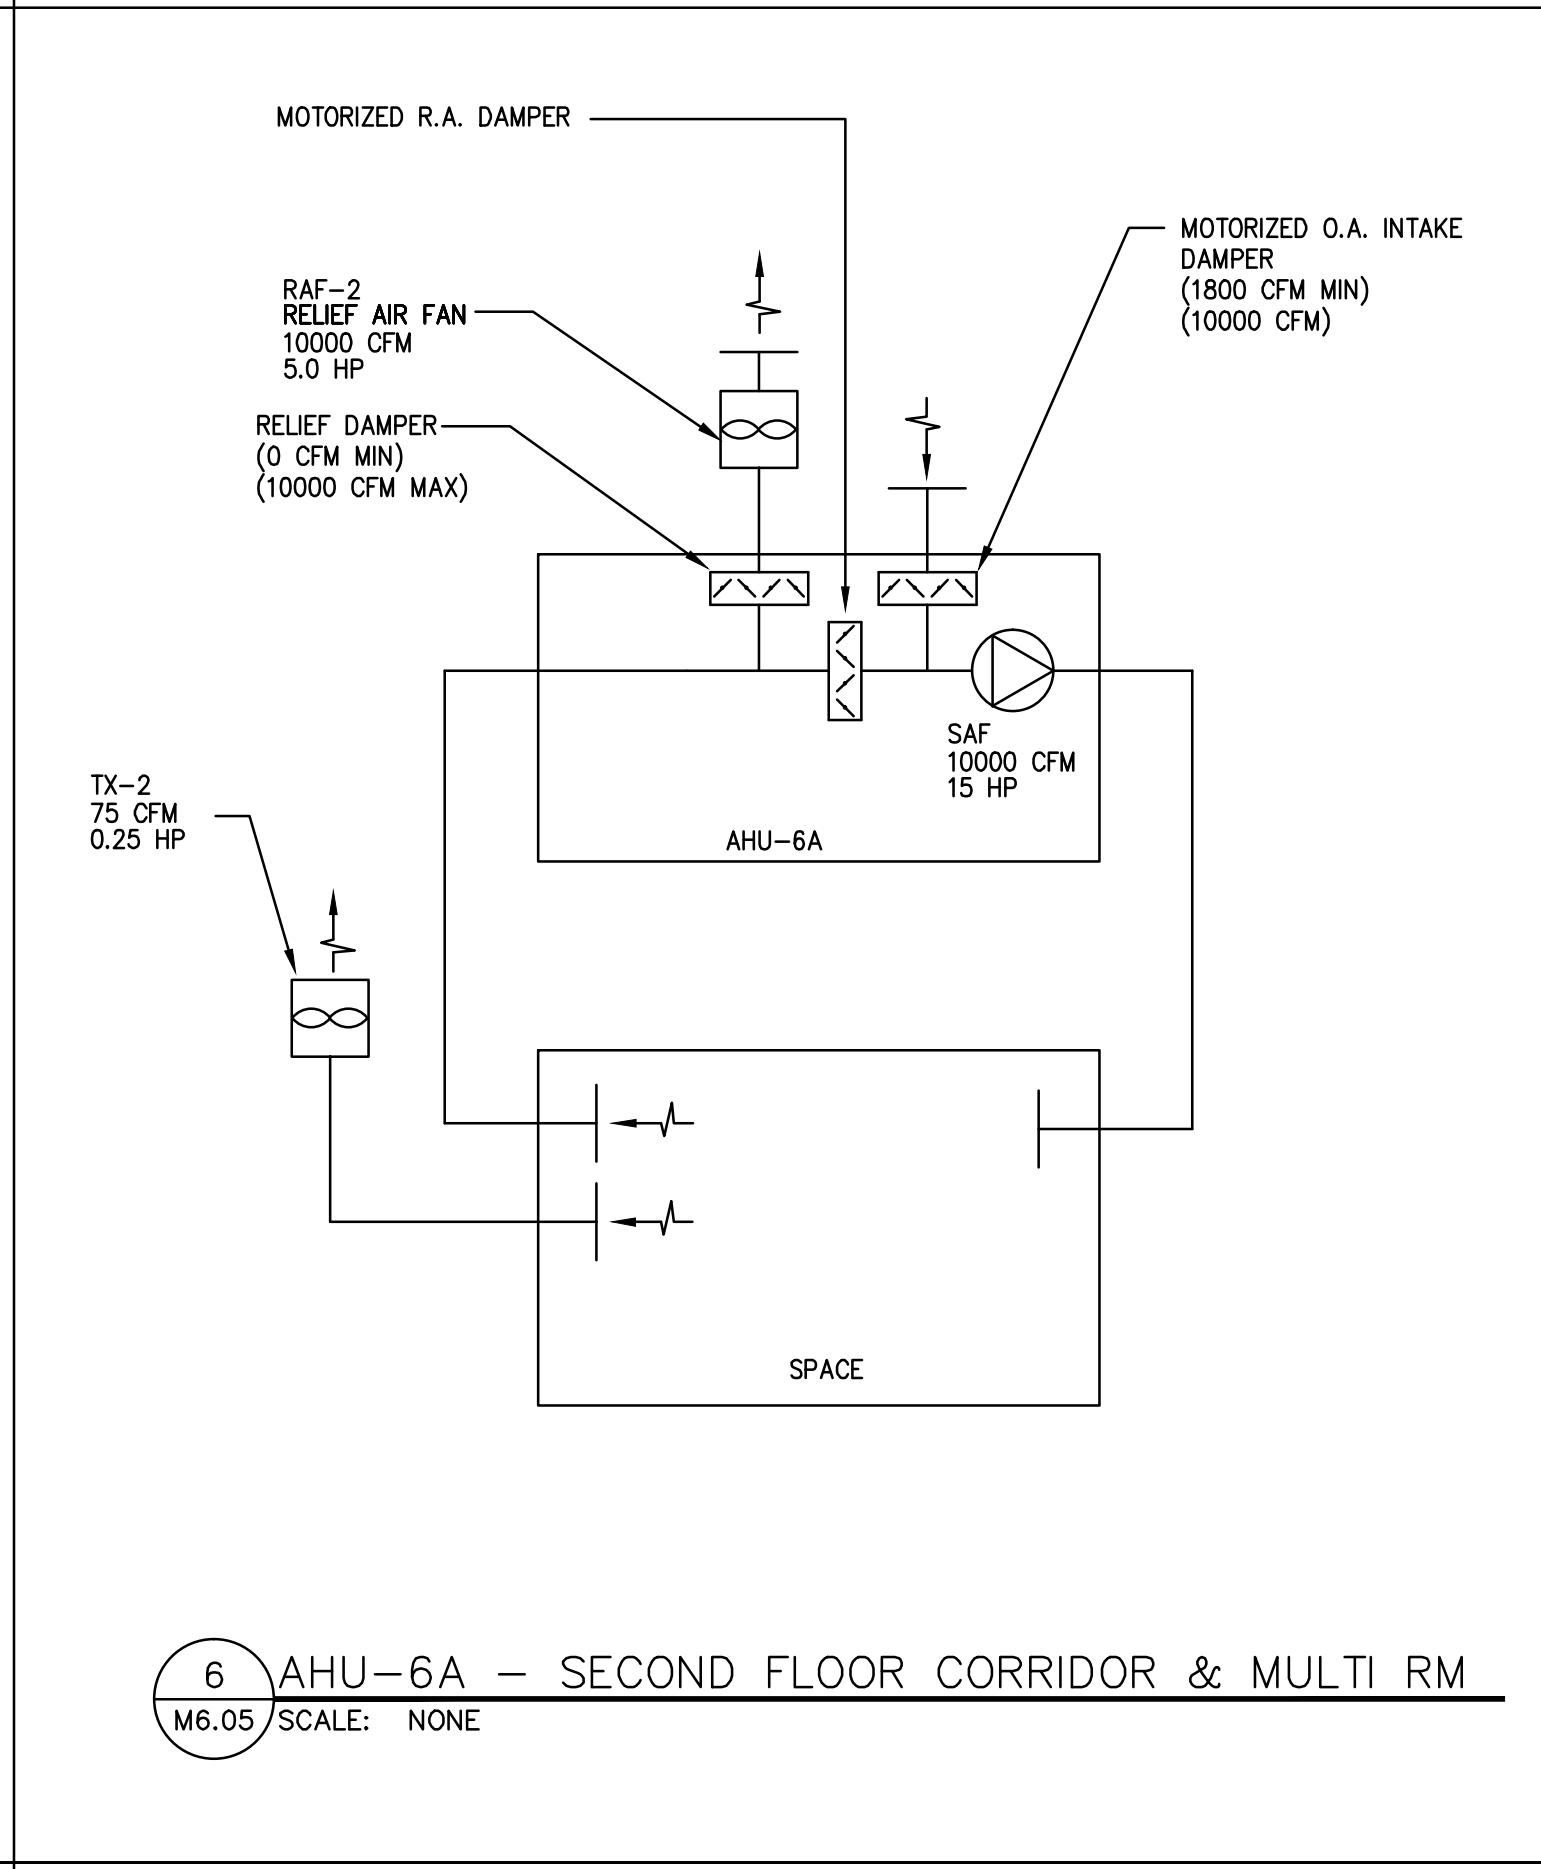 MOTORIZED R.A. DAMPER
MOTORIZED O.A. INTAKE
DAMPER
(1800 CFM MIN)
(10000 CFM)
RAF-2
RELIEF AIR FAN
10000 CFM
5.0 HP
RELIEF DAMPER
(0 CFM MIN)
(10000 CFM MAX)
SAF
10000 CFM
15 HP
TX-2
75 CFM
0.25 HP
AHU-6A
SPACE
6
AHU-6A - SECOND FLOOR CORRIDOR & MULTI RM
M6.05
SCALE: NONE